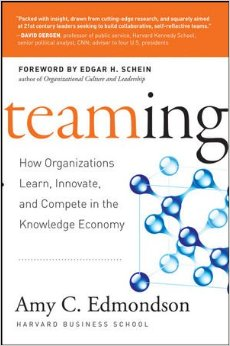 "Packed with insight, drawn from cutting-edge research, and squarely aimed
at 21st century leaders seeking to build collaborative, self-reflective teams."
—DAVID GERGEN, professor of public service, Harvard Kennedy School,
senior political analyst, CNN; adviser to four U.S. presidents
FOREWORD BY EDGAR H. SCHEIN
author of Organizational Culture and Leadership
teaming
How Organizations
Learn, Innovate,
and Compete in the
Knowledge Economy
Amy C. Edmondson
HARVARD BUSINESS SCHOOL